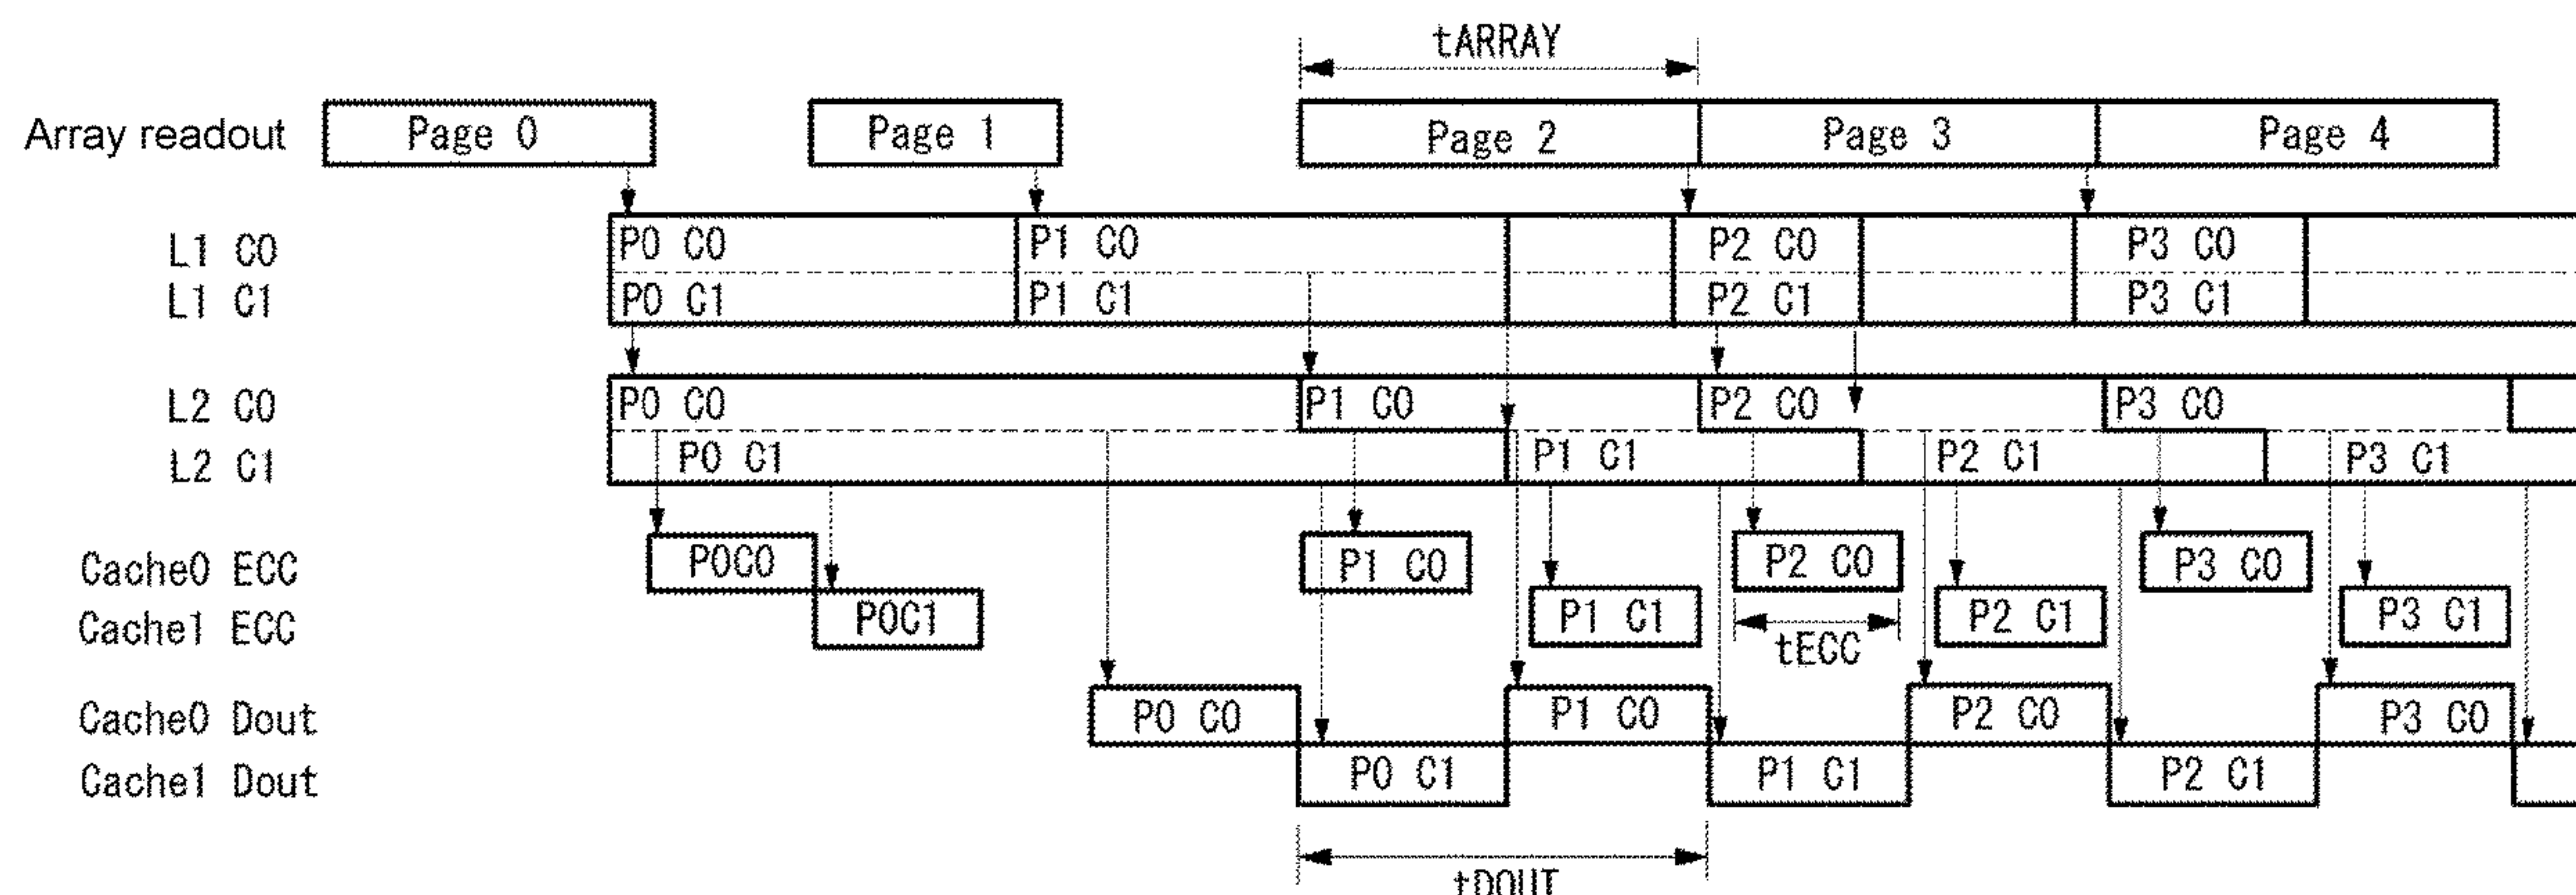 tARRAY
Array readout Page 0 Page 1 Page 2 Page 3 Page 4
L1 C0 P0 C0 P1 C0 P2 C0 P3 C0
L1 C1 P0 C1 P1 C1 P2 C1 P3 C1
L2 C0 P0 C0 P1 C0 P2 C0 P3 C0
L2 C1 P0 C1 P1 C1 P2 C1 P3 C1
Cache0 ECC P0C0 P1 C0 P2 C0 P3 C0
Cache1 ECC P0C1 P1 C1 P2 C1 P3 C1
tECC
Cache0 Dout P0 C0 P1 C0 P2 C0 P3 C0
Cache1 Dout P0 C1 P1 C1 P2 C1
tDOUT